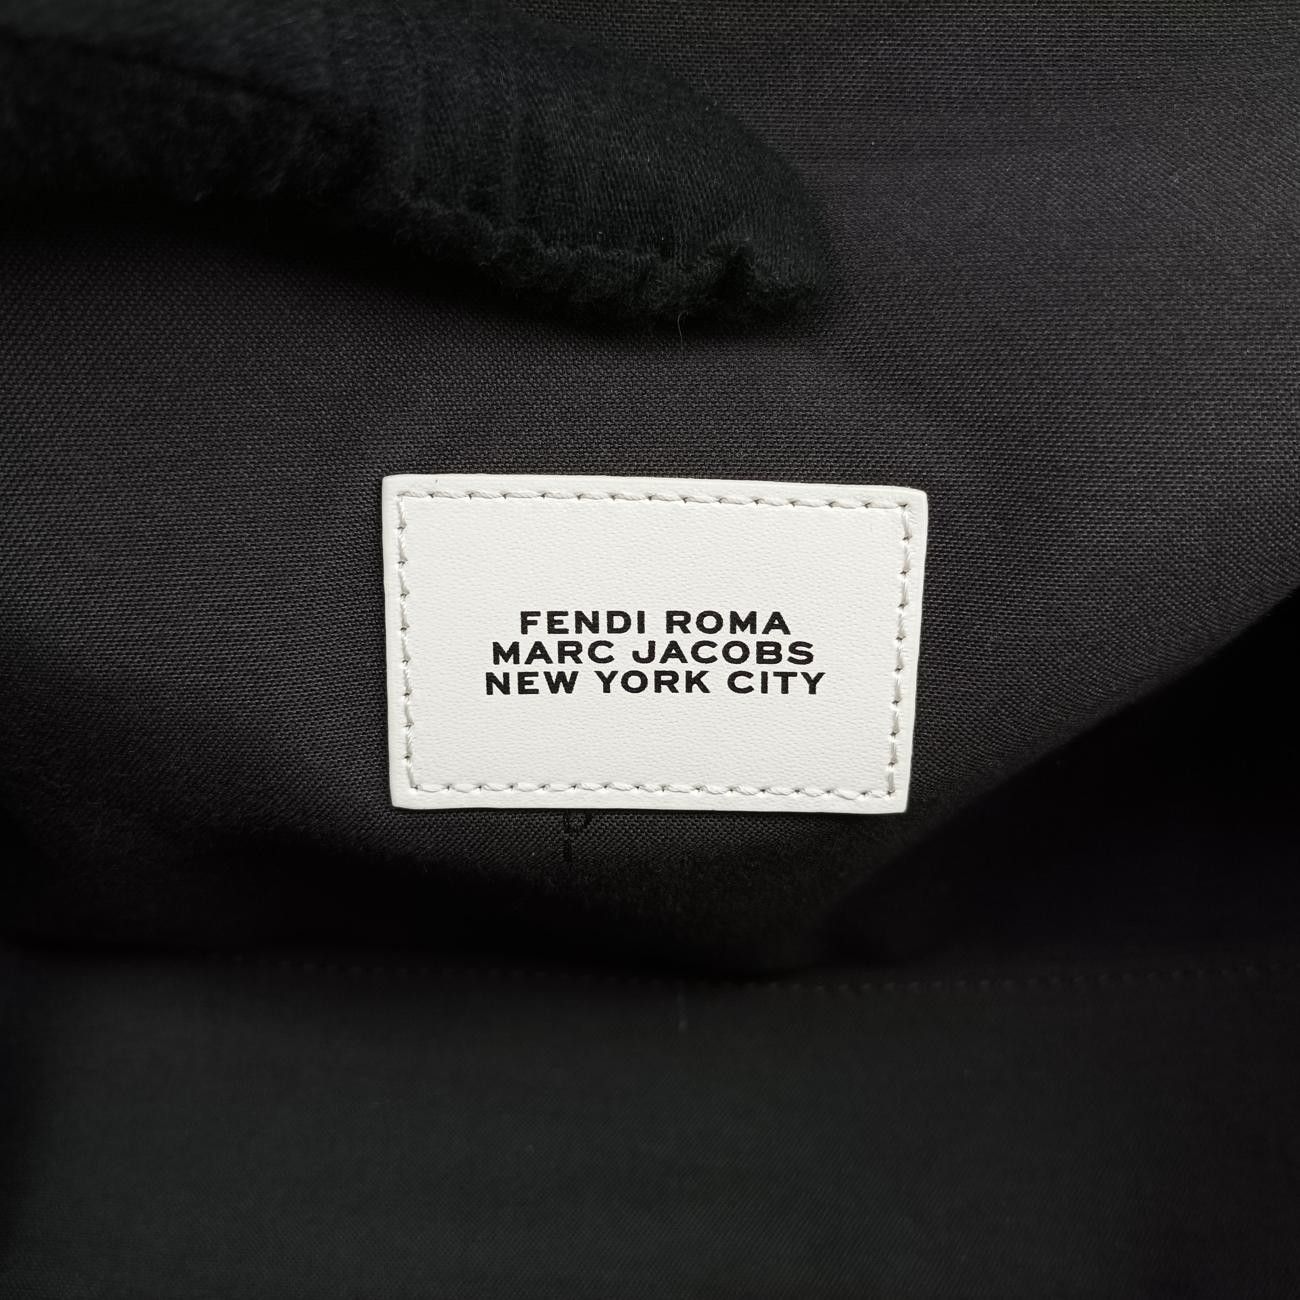 FENDI ROMA
MARC JACOBS
NEW YORK CITY